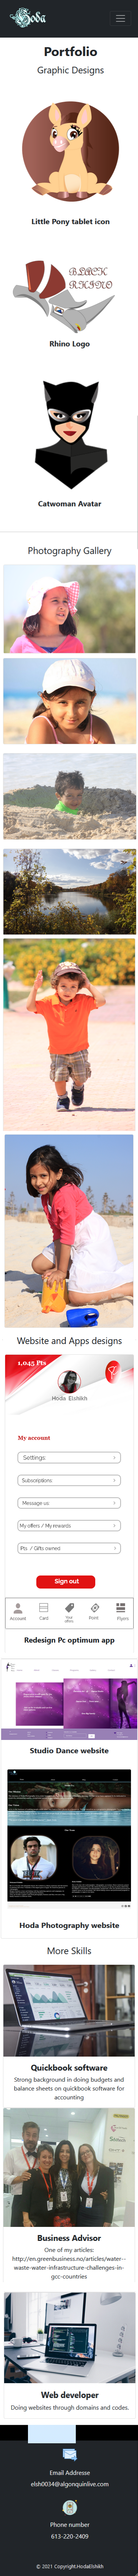 Hoda
Portfolio
Graphic Designs
Little Pony tablet icon
BLACK
RHINO
Rhino Logo
Catwoman Avatar
Photography Gallery
Website and Apps designs
1,045 Pts
Hoda Elshikh
My account
Settings >
Subscriptions >
Message us >
My offers / My rewards >
Pts. / Gifts owned >
Sign out
Account Card Your offers Point Flyers
Redesign Pc optimum app
Studio Dance website
Hoda Photography website
More Skills
Quickbook software
Strong background in doing budgets and
balance sheets on quickbook software for
accounting
Business Advisor
One of my articles:
http://en.greenbusiness.no/articles/water--
waste-water-infrastructure-challenges-in-
gcc-countries
Web developer
Doing websites through domains and codes.
Email Addresse
elsh0034@algonquinlive.com
Phone number
613-220-2409
© 2021 Copyright:HodaElshikh